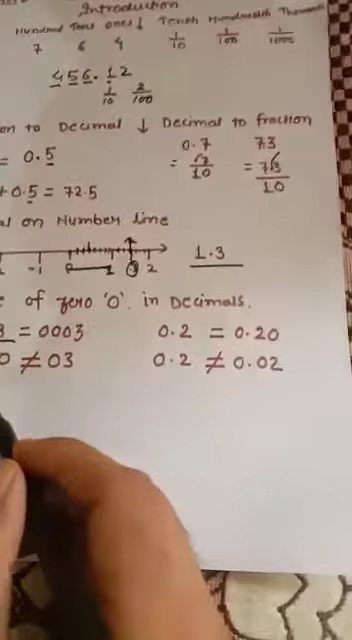 Introduction
Hundred Tens ones ↓ Tenth Hundredth Thousand
7 6 4 1/10 1/100 1/1000
456.12
1/10 2/100
on to Decimal ↓ Decimal to fraction
= 0.5 0.7 7.3
= 7/10 = 73/10
+ 0.5 = 72.5
on Number line
-1 0 1 2 1.3
of zero '0'. in Decimals.
3 = 0003 0.2 = 0.20
0 ≠ 03 0.2 ≠ 0.02